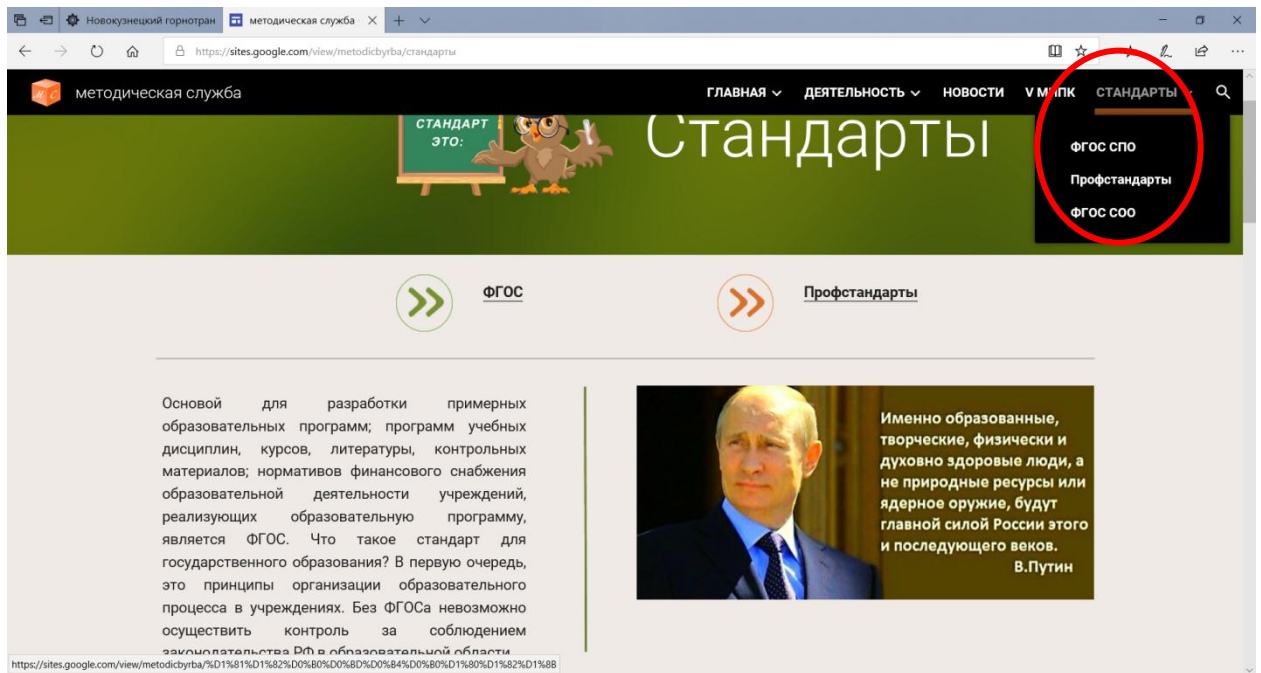 Новокузнецкий горнотран
методическая служба
https://sites.google.com/view/metodicbyrba/стандарты
МС
методическая служба
ГЛАВНАЯ ДЕЯТЕЛЬНОСТЬ НОВОСТИ V МППК СТАНДАРТЫ
СТАНДАРТ
ЭТО:
Стандарты
ФГОС СПО
Профстандарты
ФГОС СОО
ФГОС
Профстандарты
Основой для разработки примерных
образовательных программ; программ учебных
дисциплин, курсов, литературы, контрольных
материалов; нормативов финансового снабжения
образовательной деятельности учреждений,
реализующих образовательную программу,
является ФГОС. Что такое стандарт для
государственного образования? В первую очередь,
это принципы организации образовательного
процесса в учреждениях. Без ФГОСа невозможно
осуществить контроль за соблюдением
законодательства РФ в образовательной области
Именно образованные,
творческие, физически и
духовно здоровые люди, а
не природные ресурсы или
ядерное оружие, будут
главной силой России этого
и последующего веков.
В.Путин
https://sites.google.com/view/metodicbyrba/%D1%81%D1%82%D0%B0%D0%BD%D0%B4%D0%B0%D1%80%D1%82%D1%8B